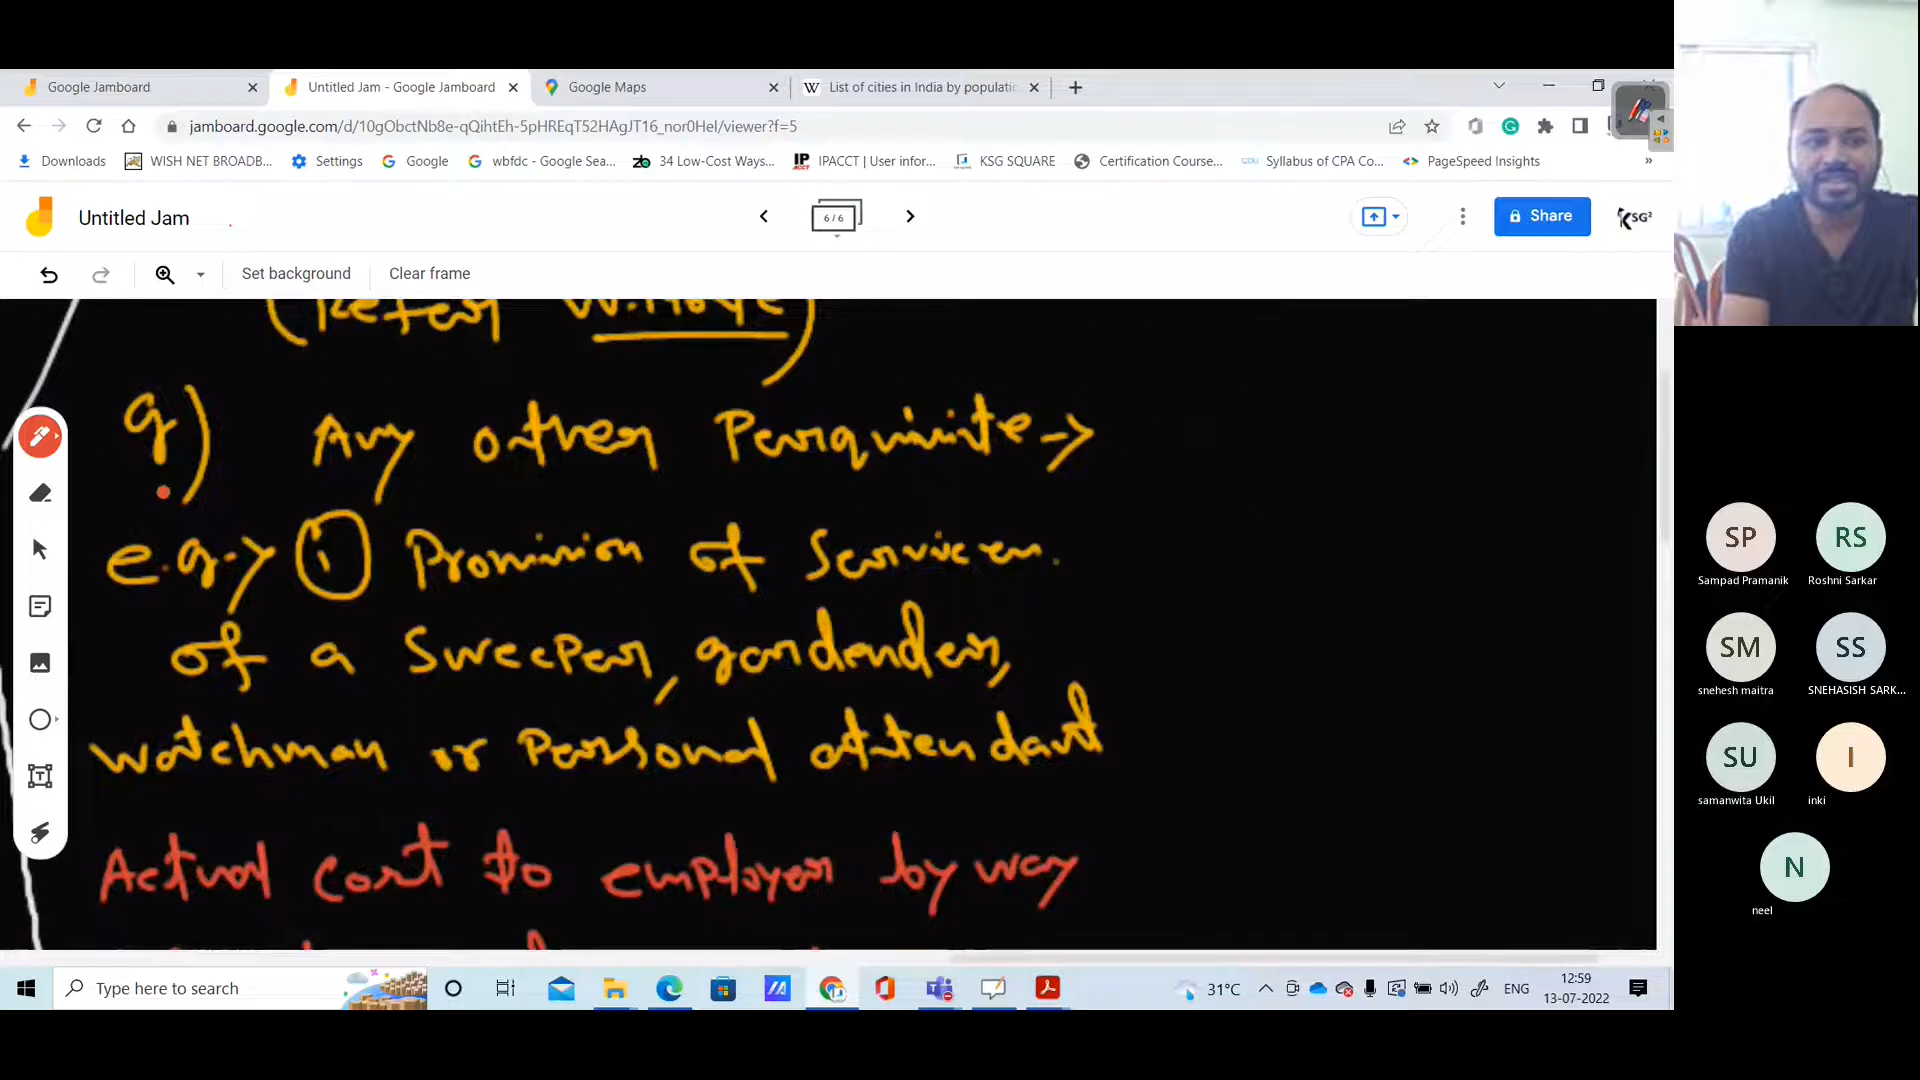 Google Jamboard
Untitled Jam - Google Jamboard
Google Maps
List of cities in India by populatio
jamboard.google.com/d/10gObctNb8e-qQihtEh-5pHREqT52HAgJT16_nor0HeI/viewer?f=5
Downloads
WISH NET BROADB...
Settings
Google
wbfdc - Google Sea...
34 Low-Cost Ways...
IPACCT | User infor...
KSG SQUARE
Certification Course...
Syllabus of CPA Co...
PageSpeed Insights
»
Untitled Jam
6 / 6
Share
KSG²
Set background
Clear frame
(Refer
g) Any other Perquisite →
e.g.→ (i) Provision of Services
of a Sweeper, gardender,
watchman or Personal attendant
Actual cost to employer by way
SP
Sampad Pramanik
RS
Roshni Sarkar
SM
snehesh maitra
SS
SNEHASISH SARK...
SU
samanwita Ukil
I
inki
N
neel
Type here to search
31°C
ENG
12:59
13-07-2022